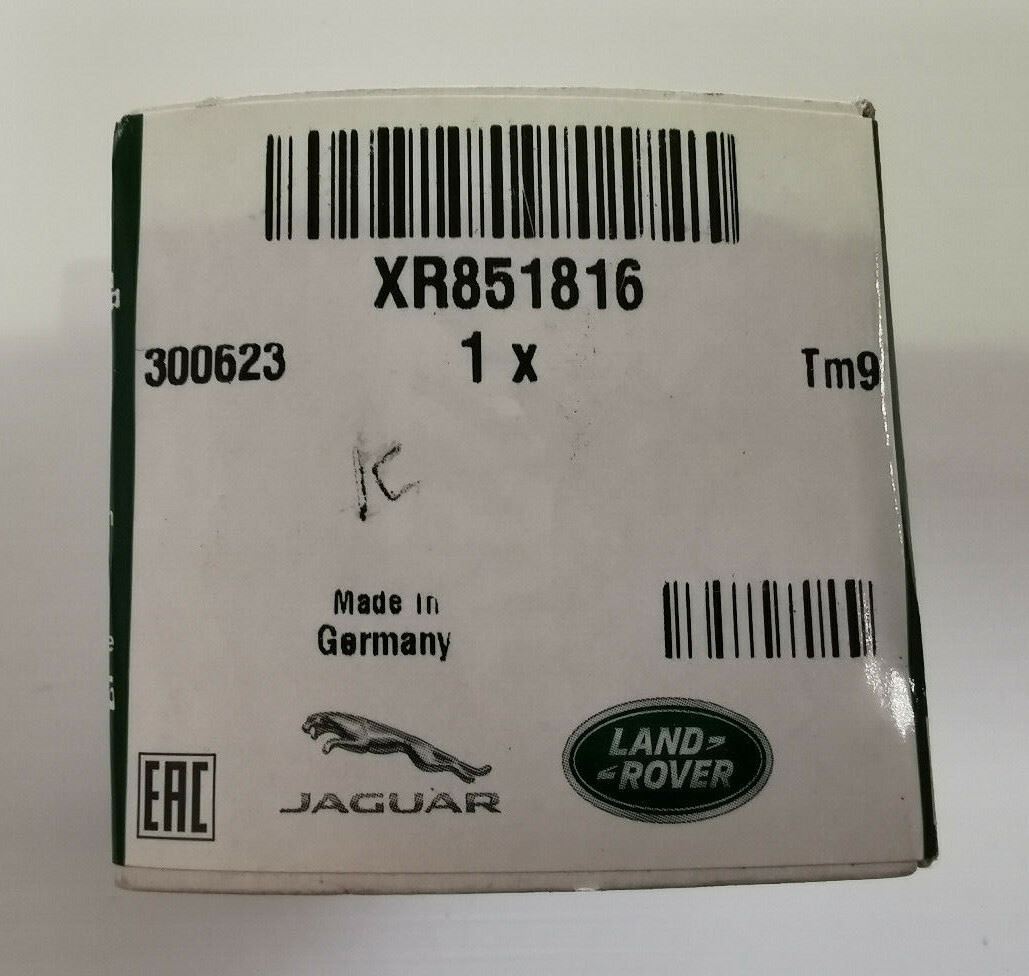 XR851816
300623 1 x Tm9
K
Made in
Germany
EAC JAGUAR
LAND-
-ROVER